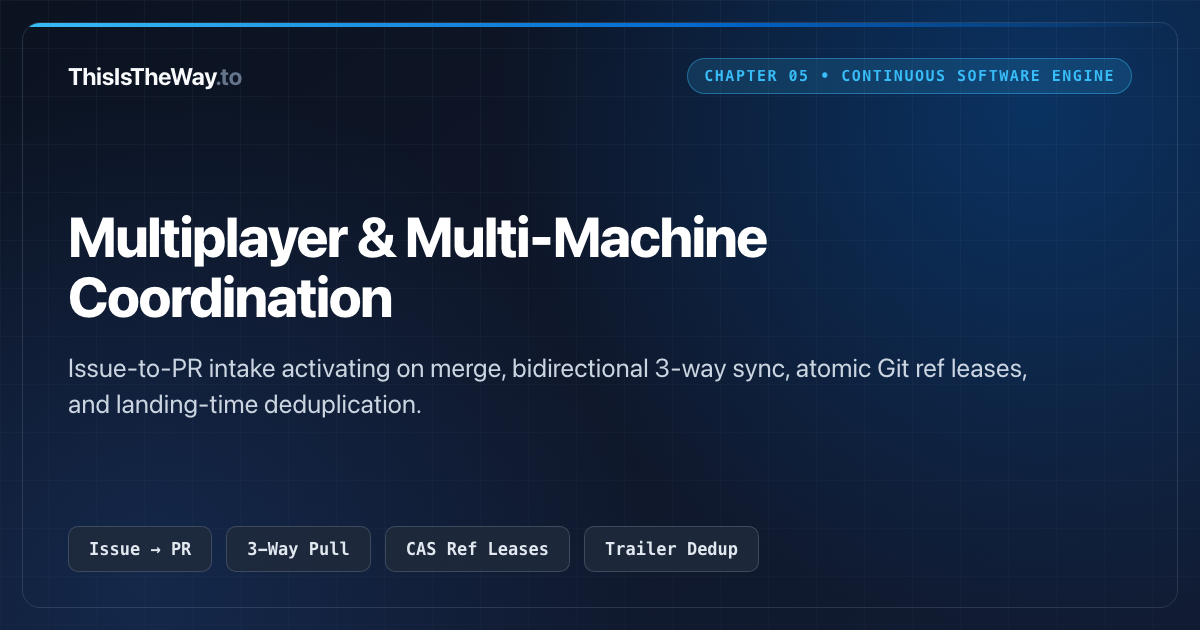 ThisIsTheWay.to
CHAPTER 05 • CONTINUOUS SOFTWARE ENGINE
Multiplayer & Multi-Machine
Coordination
Issue-to-PR intake activating on merge, bidirectional 3-way sync, atomic Git ref leases,
and landing-time deduplication.
Issue → PR
3-Way Pull
CAS Ref Leases
Trailer Dedup